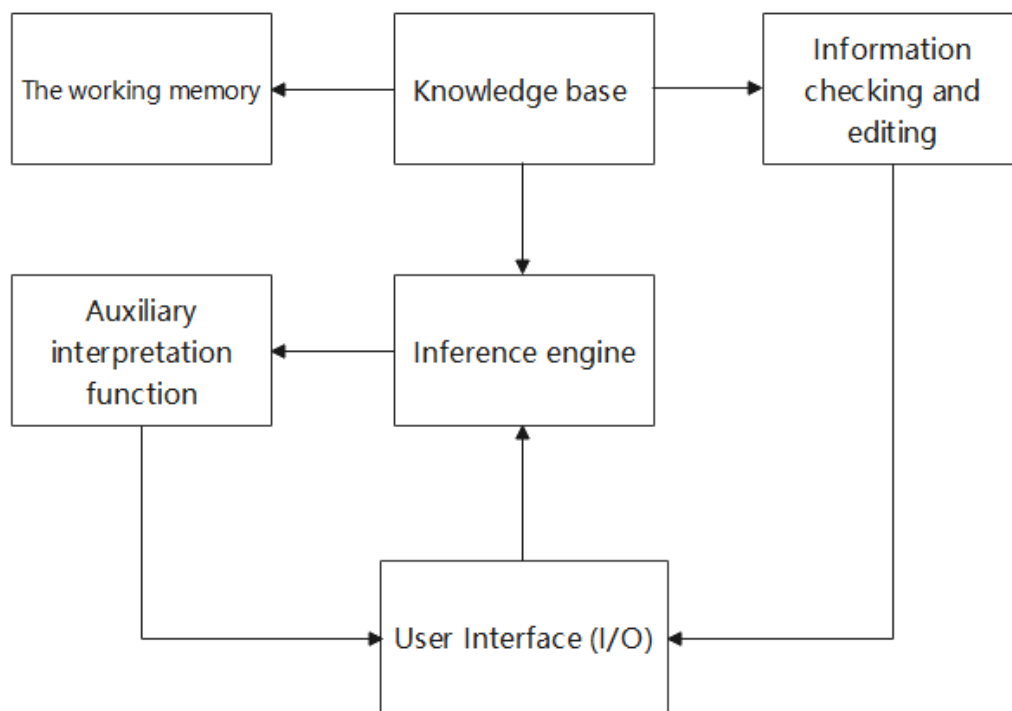 The working memory
Knowledge base
Information
checking and
editing
Auxiliary
interpretation
function
Inference engine
User Interface (I/O)